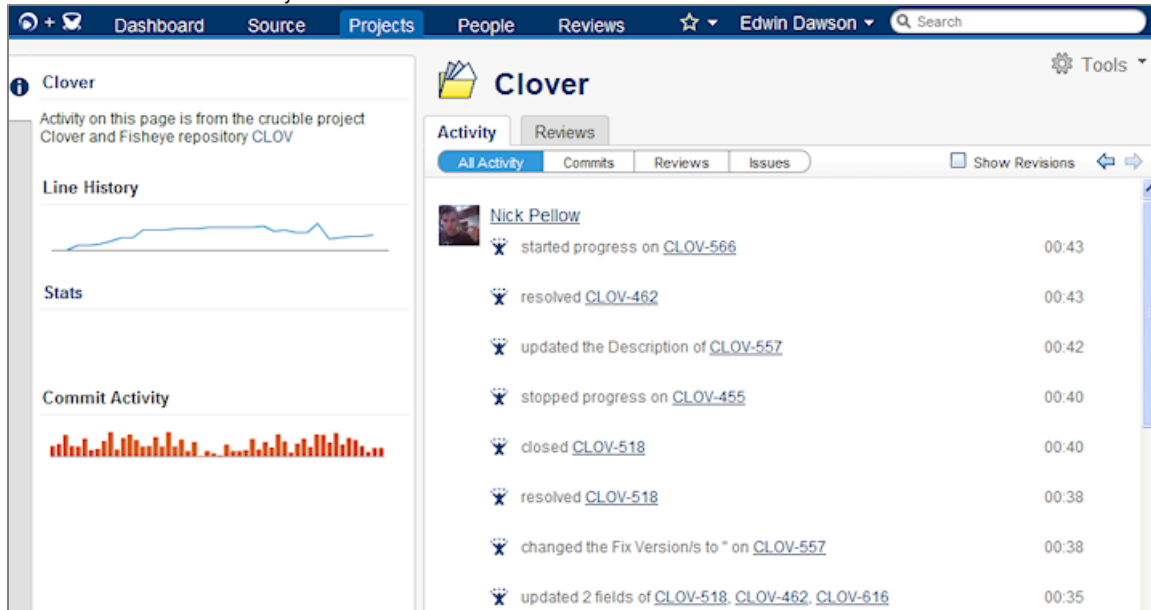 + Dashboard Source Projects People Reviews Edwin Dawson Search
Clover
Activity on this page is from the crucible project
Clover and Fisheye repository CLOV
Line History
Stats
Commit Activity
Clover
Tools
Activity Reviews
All Activity Commits Reviews Issues Show Revisions
Nick Pellow
started progress on CLOV-566 00:43
resolved CLOV-462 00:43
updated the Description of CLOV-557 00:42
stopped progress on CLOV-455 00:40
closed CLOV-518 00:40
resolved CLOV-518 00:38
changed the Fix Version/s to " on CLOV-557 00:38
updated 2 fields of CLOV-518, CLOV-462, CLOV-616 00:35